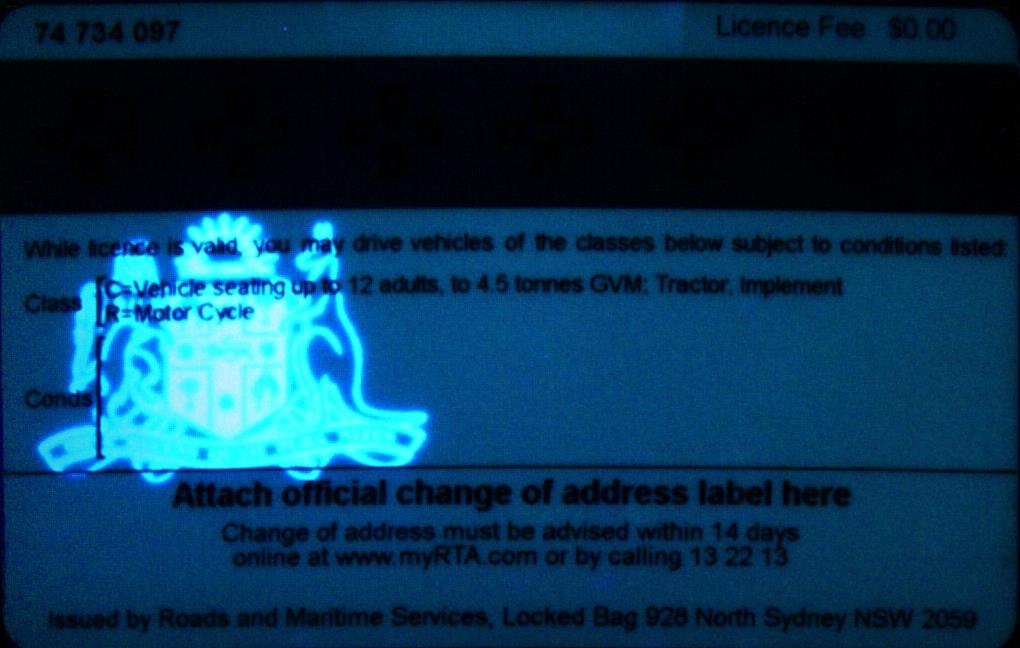 74 734 097 Licence Fee $0.00
While licence is valid, you may drive vehicles of the classes below subject to conditions listed:
Class C=Vehicle seating up to 12 adults, to 4.5 tonnes GVM; Tractor, Implement
R=Motor Cycle
Conds
Attach official change of address label here
Change of address must be advised within 14 days
online at www.myRTA.com or by calling 13 22 13
Issued by Roads and Maritime Services, Locked Bag 928 North Sydney NSW 2059